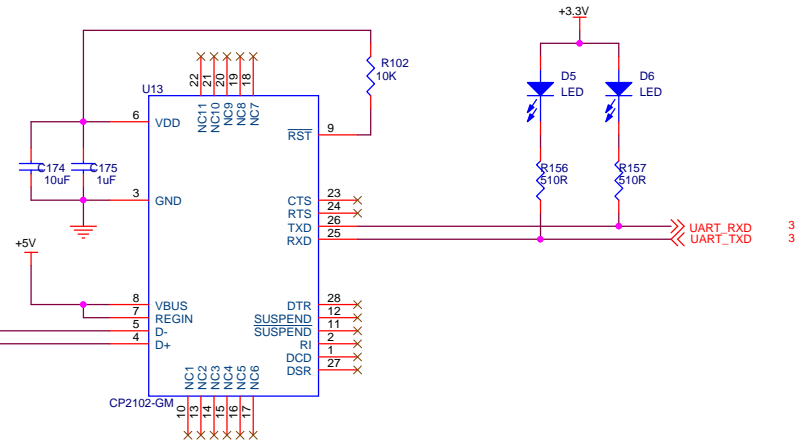 +3.3V
R102
10K
U13
22
21
20
19
18
NC11
NC10
NC9
NC8
NC7
D5
LED
D6
LED
6
VDD
RST
9
C174
10uF
C175
1uF
R156
510R
R157
510R
3
GND
CTS
23
RTS
24
TXD
26
RXD
25
UART_RXD
3
UART_TXD
3
+5V
8
VBUS
7
REGIN
5
D-
4
D+
DTR
28
SUSPEND
12
SUSPEND
11
RI
2
DCD
1
DSR
27
NC1
NC2
NC3
NC4
NC5
NC6
CP2102-GM
10
13
14
15
16
17